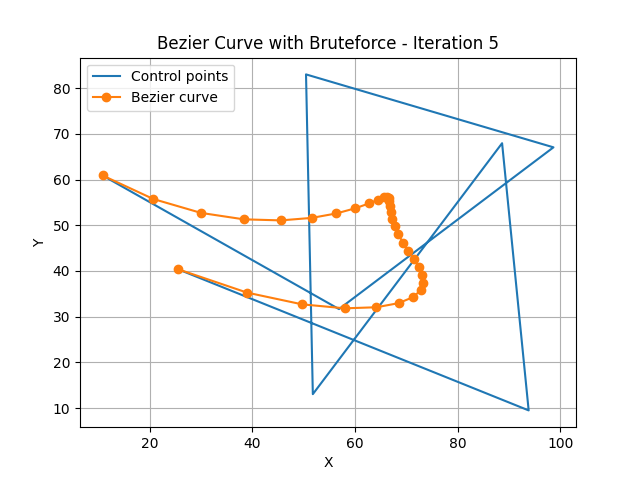 Bezier Curve with Bruteforce - Iteration 5
Control points
Bezier curve
80
70
60
50
40
30
20
10
Y
20 40 60 80 100
X